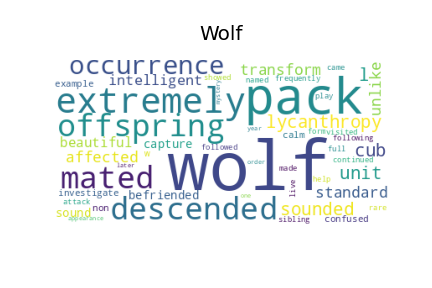 Wolf
occurrence
transform
l
unlike
example
intelligent
showed
named
frequently
came
play
extremely
pack
mystery
offspring
lycanthropy
year
calm
form
visited
beautiful
capture
followed
following
affected
w
wolf
order
full
cub
mated
later
made
continued
unit
investigate
befriended
live
help
standard
attack
non
one
sound
descended
sounded
rare
appearance
sibling
confused